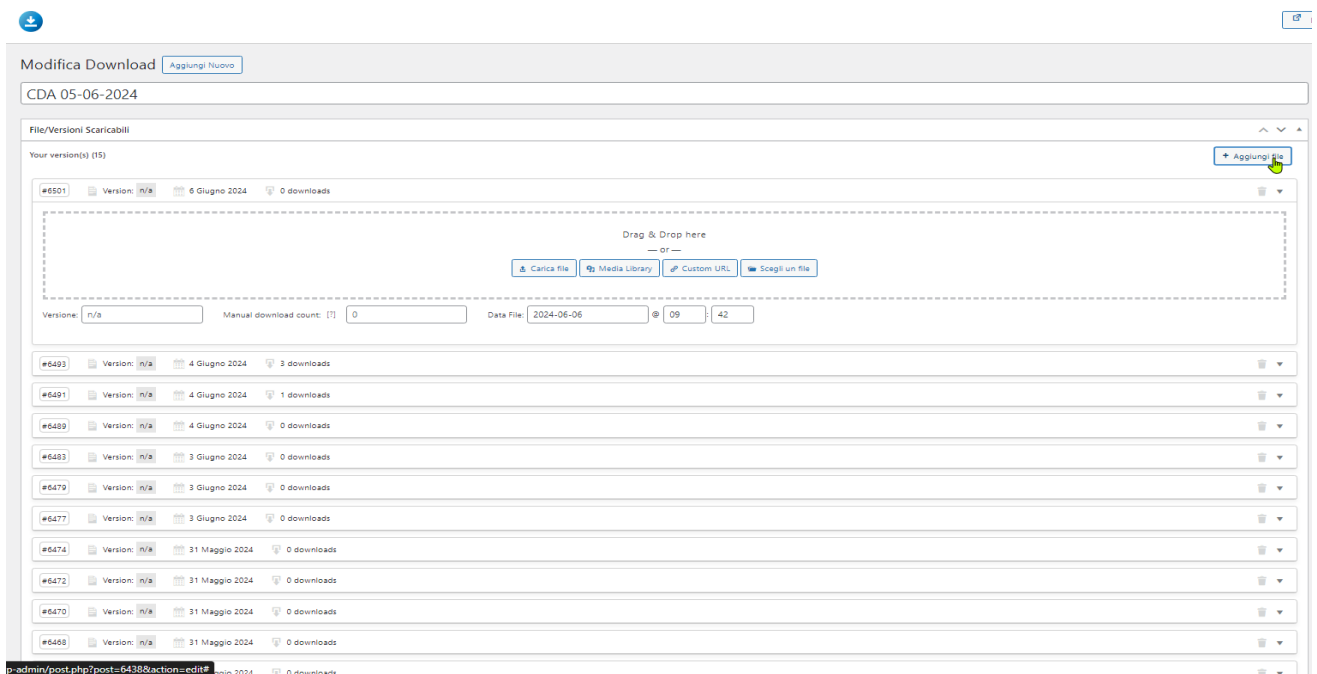 Modifica Download Aggiungi Nuovo
CDA 05-06-2024
File/Versioni Scaricabili
Your version(s) (15)
+ Aggiungi file
#6501 Version: n/a 6 Giugno 2024 0 downloads
Drag & Drop here
— or —
Carica file Media Library Custom URL Scegli un file
Versione: n/a Manual download count: [?] 0 Data File: 2024-06-06 @ 09 : 42
#6493 Version: n/a 4 Giugno 2024 3 downloads
#6491 Version: n/a 4 Giugno 2024 1 downloads
#6489 Version: n/a 4 Giugno 2024 0 downloads
#6483 Version: n/a 3 Giugno 2024 0 downloads
#6479 Version: n/a 3 Giugno 2024 0 downloads
#6477 Version: n/a 3 Giugno 2024 0 downloads
#6474 Version: n/a 31 Maggio 2024 0 downloads
#6472 Version: n/a 31 Maggio 2024 0 downloads
#6470 Version: n/a 31 Maggio 2024 0 downloads
#6468 Version: n/a 31 Maggio 2024 0 downloads
p-admin/post.php?post=6438&action=edit# 2024 0 downloads